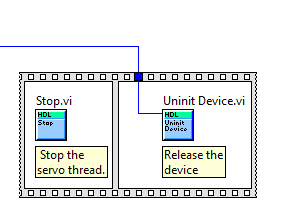 Stop.vi
HDL
Stop
Stop the
servo thread.
Uninit Device.vi
HDL
Uninit
Device
Release the
device